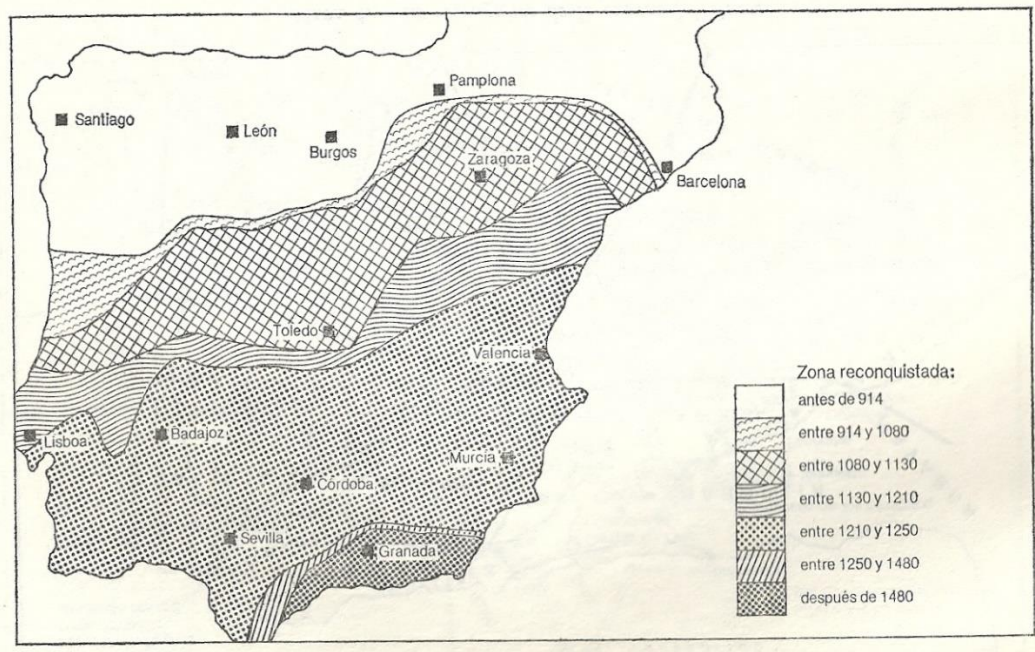 Pamplona
Santiago
León
Burgos
Zaragoza
Barcelona
Toledo
Valencia
Lisboa
Badajoz
Murcia
Córdoba
Sevilla
Granada
Zona reconquistada:
antes de 914
entre 914 y 1080
entre 1080 y 1130
entre 1130 y 1210
entre 1210 y 1250
entre 1250 y 1480
después de 1480